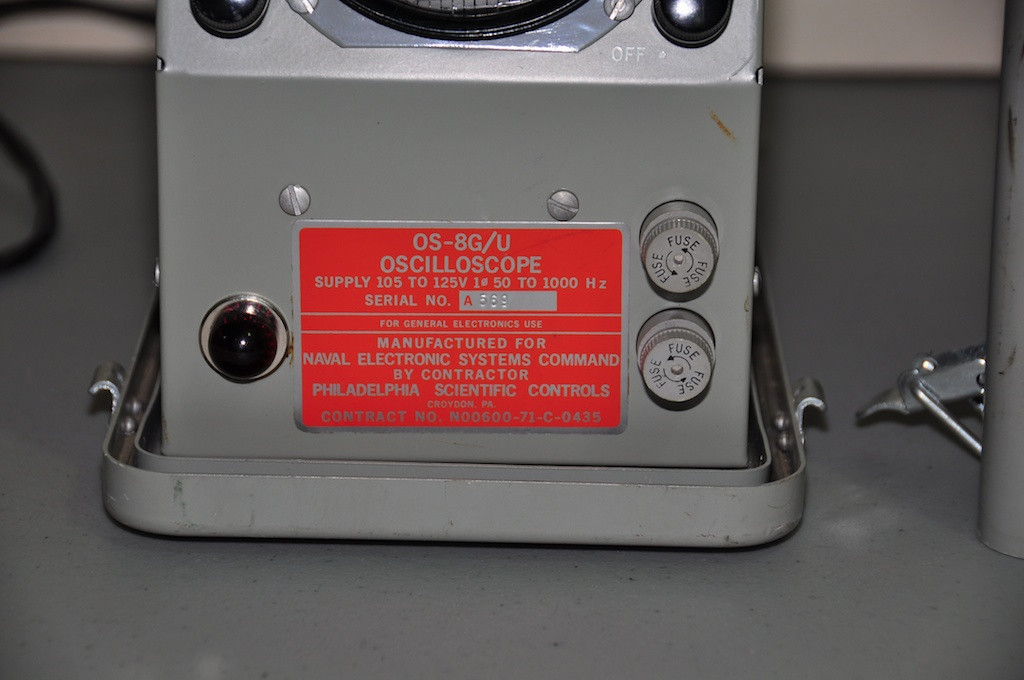 OFF
OS-8G/U
OSCILLOSCOPE
SUPPLY 105 TO 125V 1ø 50 TO 1000 Hz
SERIAL NO. A 569
FOR GENERAL ELECTRONICS USE
MANUFACTURED FOR
NAVAL ELECTRONIC SYSTEMS COMMAND
BY CONTRACTOR
PHILADELPHIA SCIENTIFIC CONTROLS
CROYDON, PA.
CONTRACT NO. N00600-71-C-0435
FUSE FUSE FUSE
FUSE FUSE FUSE